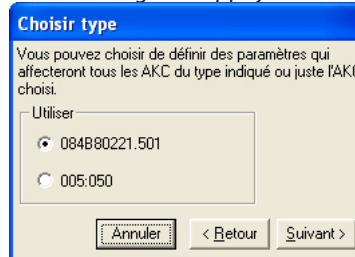 Choisir type
Vous pouvez choisir de définir des paramètres qui
affecteront tous les AKC du type indiqué ou juste l'AKC
choisi.
Utiliser
084B80221.501
005:050
Annuler
< Retour
Suivant >